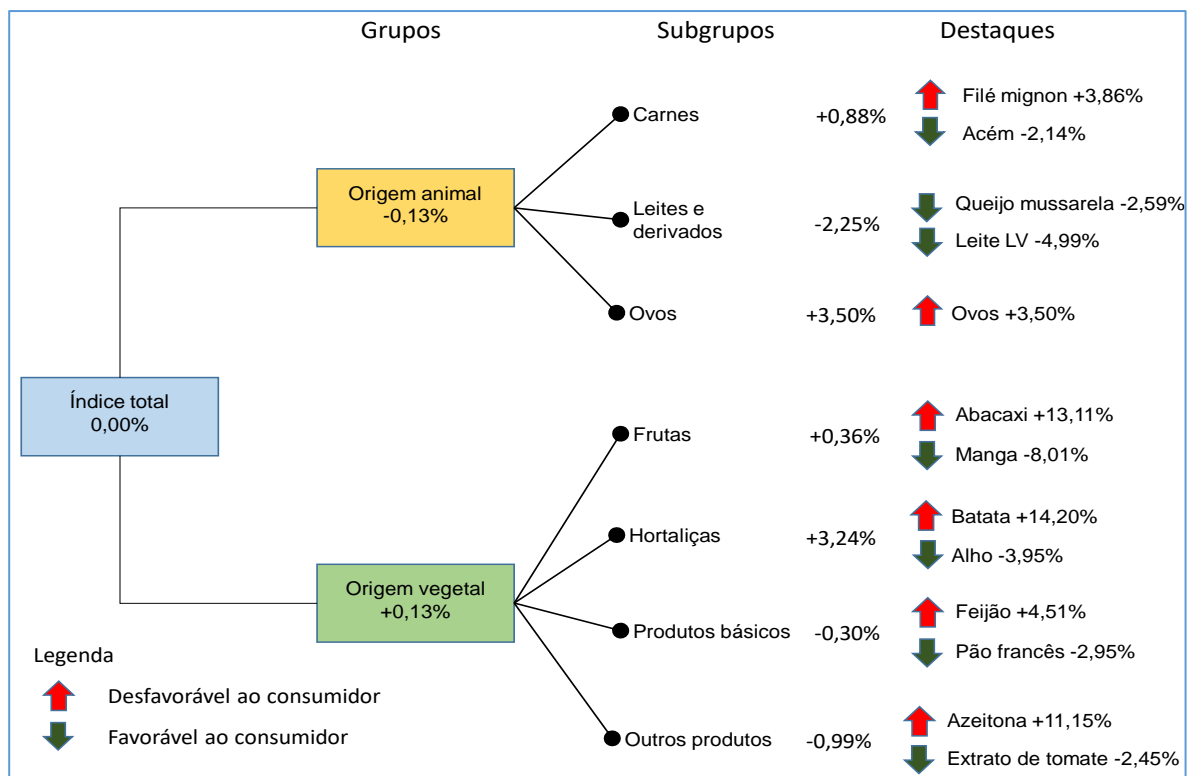 Grupos
Subgrupos
Destaques
Carnes +0,88%
Filé mignon +3,86%
Acém -2,14%
Origem animal
-0,13%
Leites e
derivados
-2,25%
Queijo mussarela -2,59%
Leite LV -4,99%
Ovos +3,50%
Ovos +3,50%
Índice total
0,00%
Frutas +0,36%
Abacaxi +13,11%
Manga -8,01%
Hortaliças +3,24%
Batata +14,20%
Alho -3,95%
Origem vegetal
+0,13%
Produtos básicos -0,30%
Feijão +4,51%
Pão francês -2,95%
Outros produtos -0,99%
Azeitona +11,15%
Extrato de tomate -2,45%
Legenda
Desfavorável ao consumidor
Favorável ao consumidor